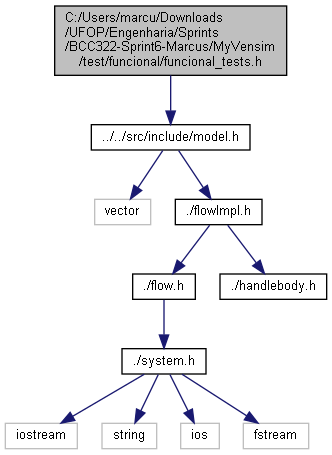 C:/Users/marcu/Downloads
/UFOP/Engenharia/Sprints
/BCC322-Sprint6-Marcus/MyVensim
/test/funcional/funcional_tests.h
../../src/include/model.h
vector
./flowImpl.h
./flow.h
./handlebody.h
./system.h
iostream
string
ios
fstream